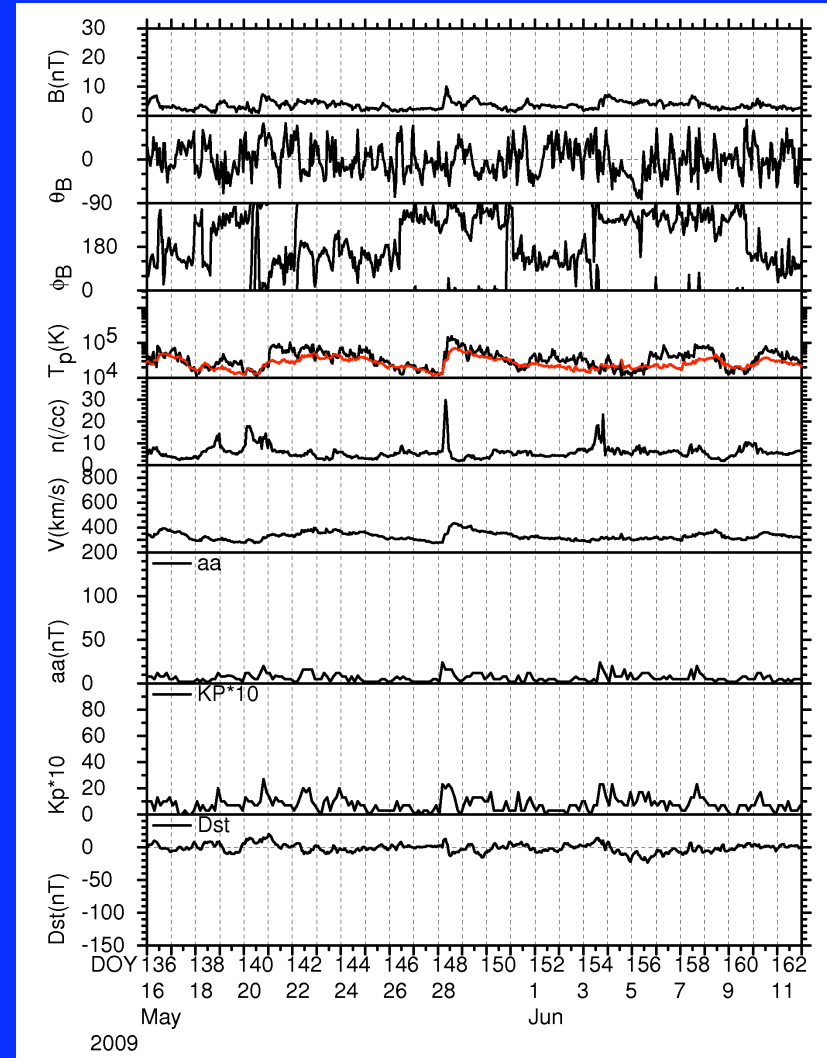 30
20
10
0
B(nT)
0
-90
θB
180
0
ϕB
10^5
10^4
Tp(K)
30
20
10
0
n(/cc)
800
600
400
200
V(km/s)
aa
100
50
0
aa(nT)
KP*10
80
60
40
20
0
Kp*10
Dst
0
-50
-100
-150
Dst(nT)
DOY 136 138 140 142 144 146 148 150 152 154 156 158 160 162
16 18 20 22 24 26 28 1 3 5 7 9 11
May Jun
2009